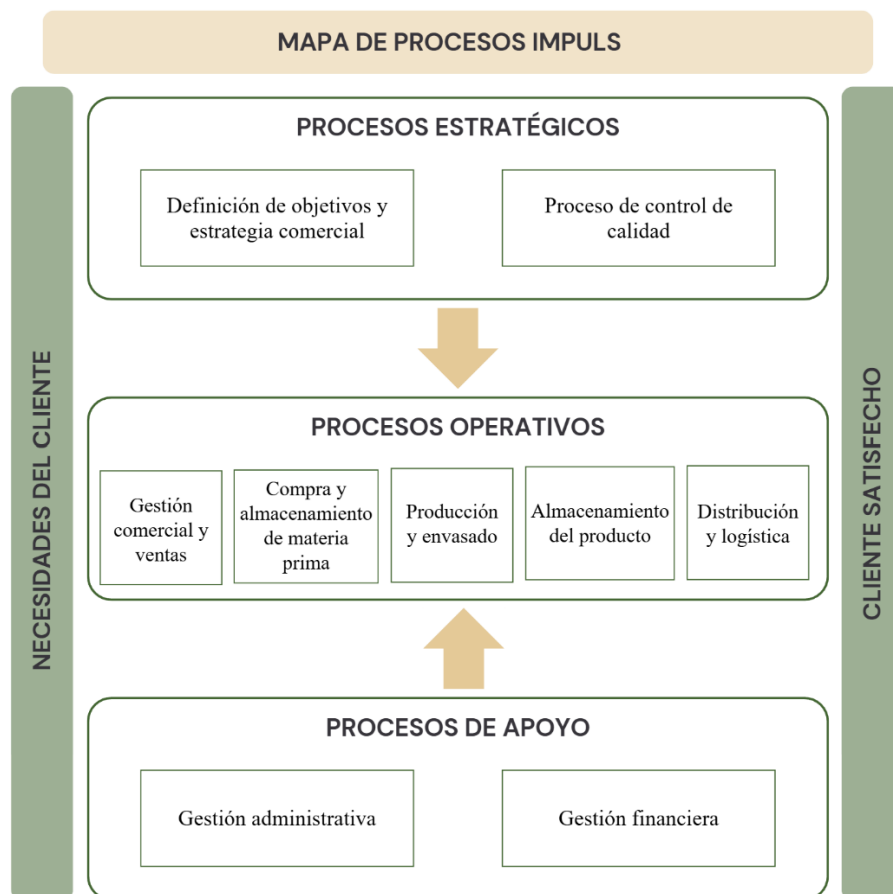 MAPA DE PROCESOS IMPULS
NECESIDADES DEL CLIENTE
PROCESOS ESTRATÉGICOS
Definición de objetivos y
estrategia comercial
Proceso de control de
calidad
PROCESOS OPERATIVOS
Gestión
comercial y
ventas
Compra y
almacenamiento
de materia
prima
Producción
y envasado
Almacenamiento
del producto
Distribución
y logística
PROCESOS DE APOYO
Gestión administrativa
Gestión financiera
CLIENTE SATISFECHO